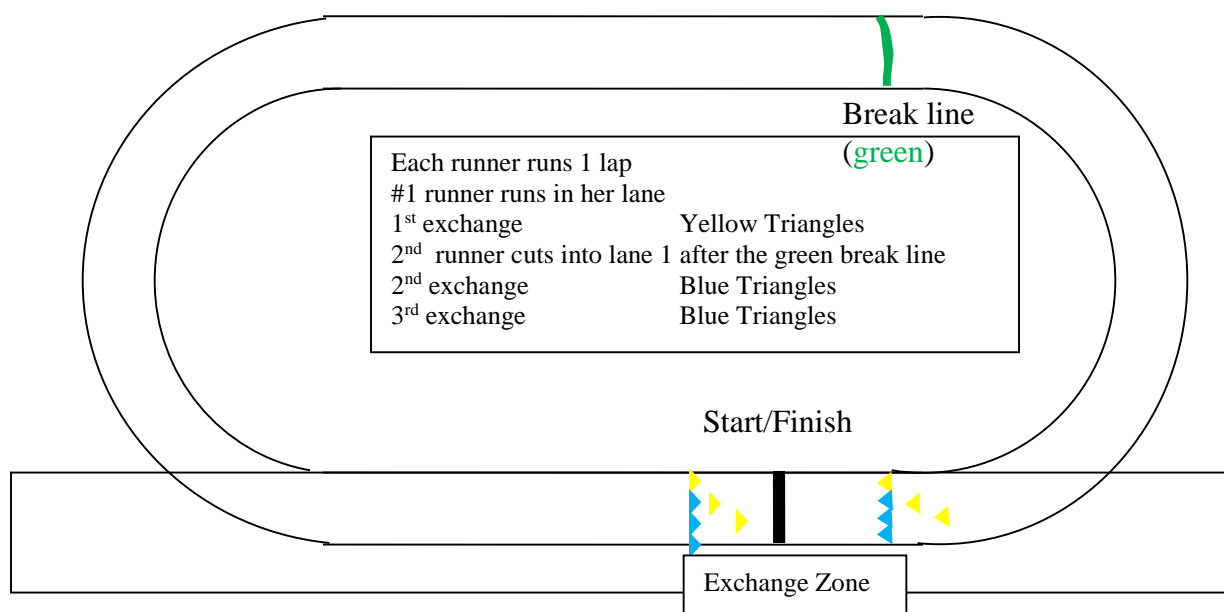 Break line
(green)
Each runner runs 1 lap
#1 runner runs in her lane
1st exchange Yellow Triangles
2nd runner cuts into lane 1 after the green break line
2nd exchange Blue Triangles
3rd exchange Blue Triangles
Start/Finish
Exchange Zone